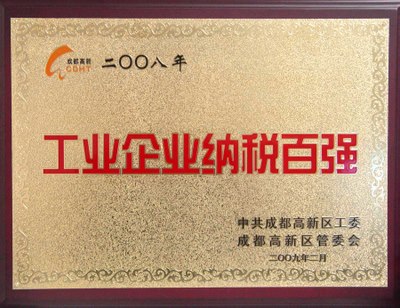 成都高新 二〇〇八年
CDHT
工业企业纳税百强
中共成都高新区工委
成都高新区管委会
二〇〇九年二月